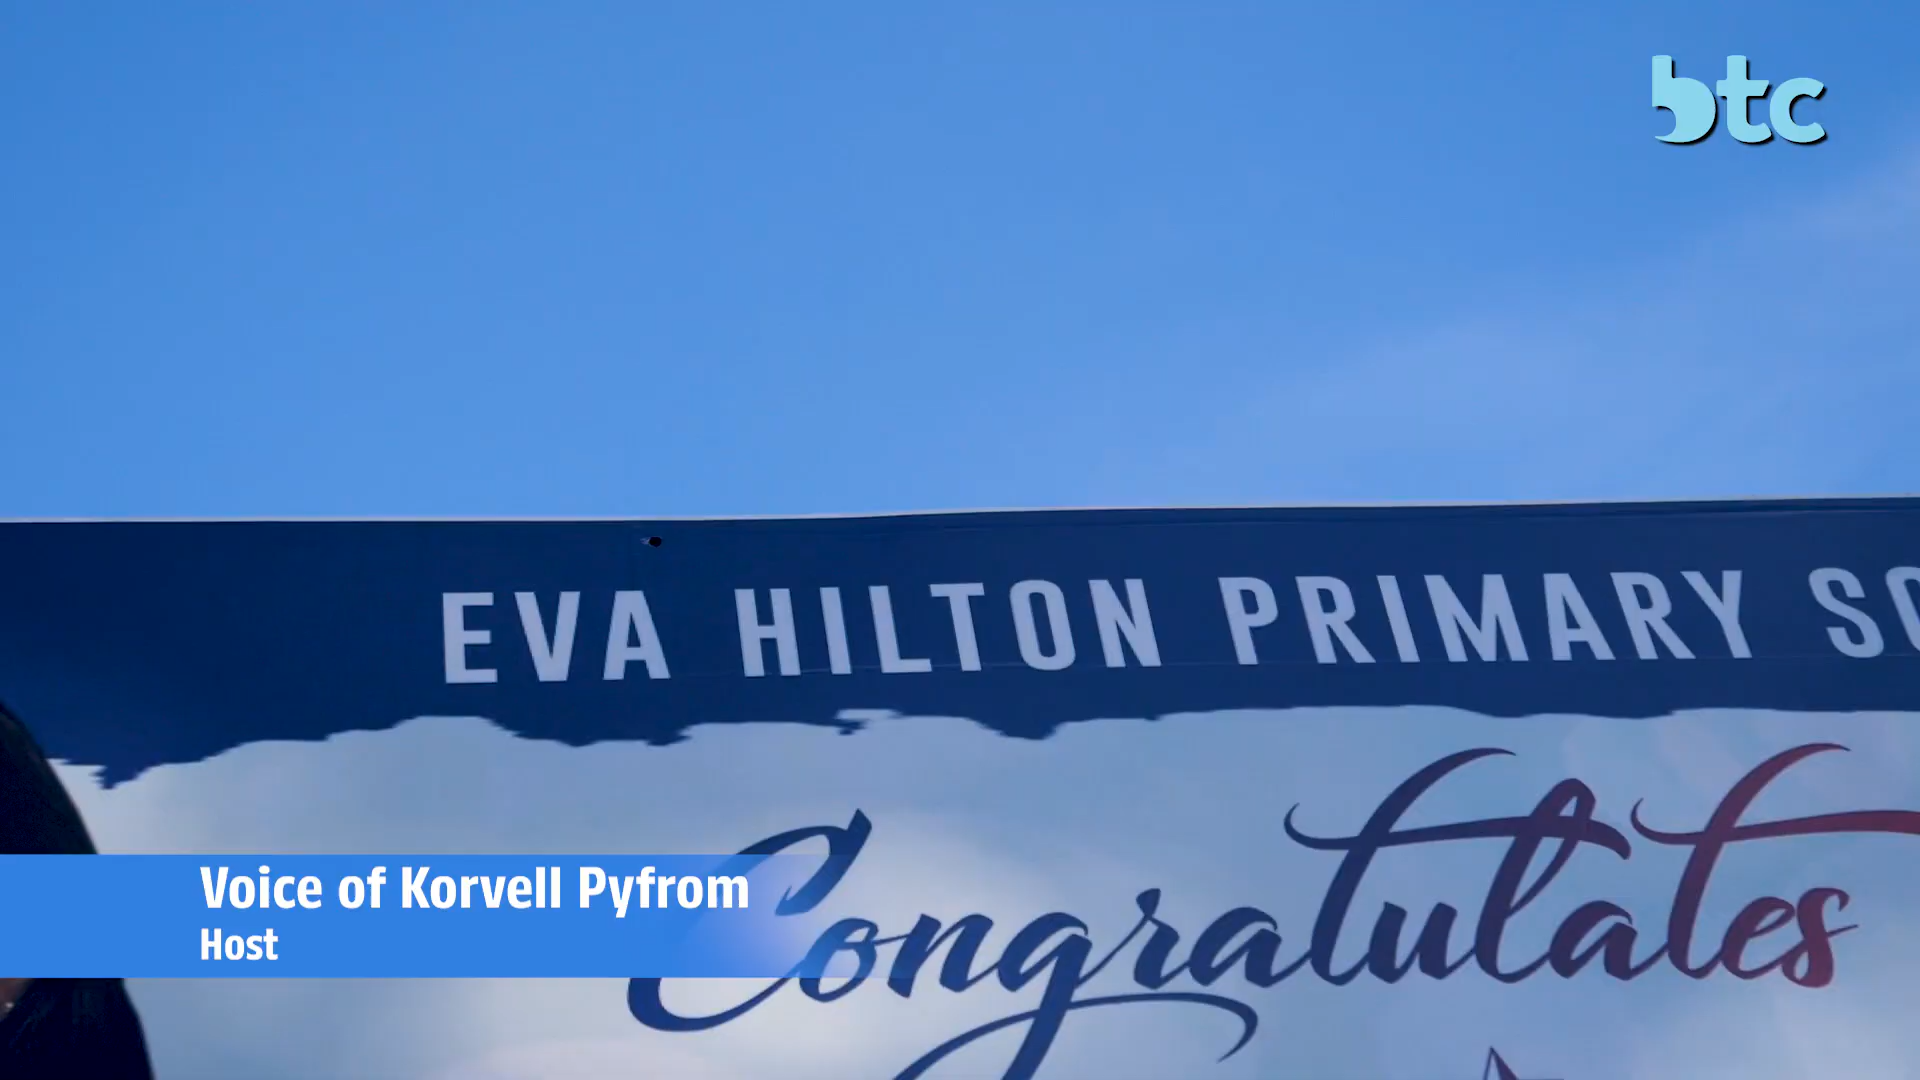 btc
EVA HILTON PRIMARY
Congratulates
Voice of Korvell Pyfrom
Host